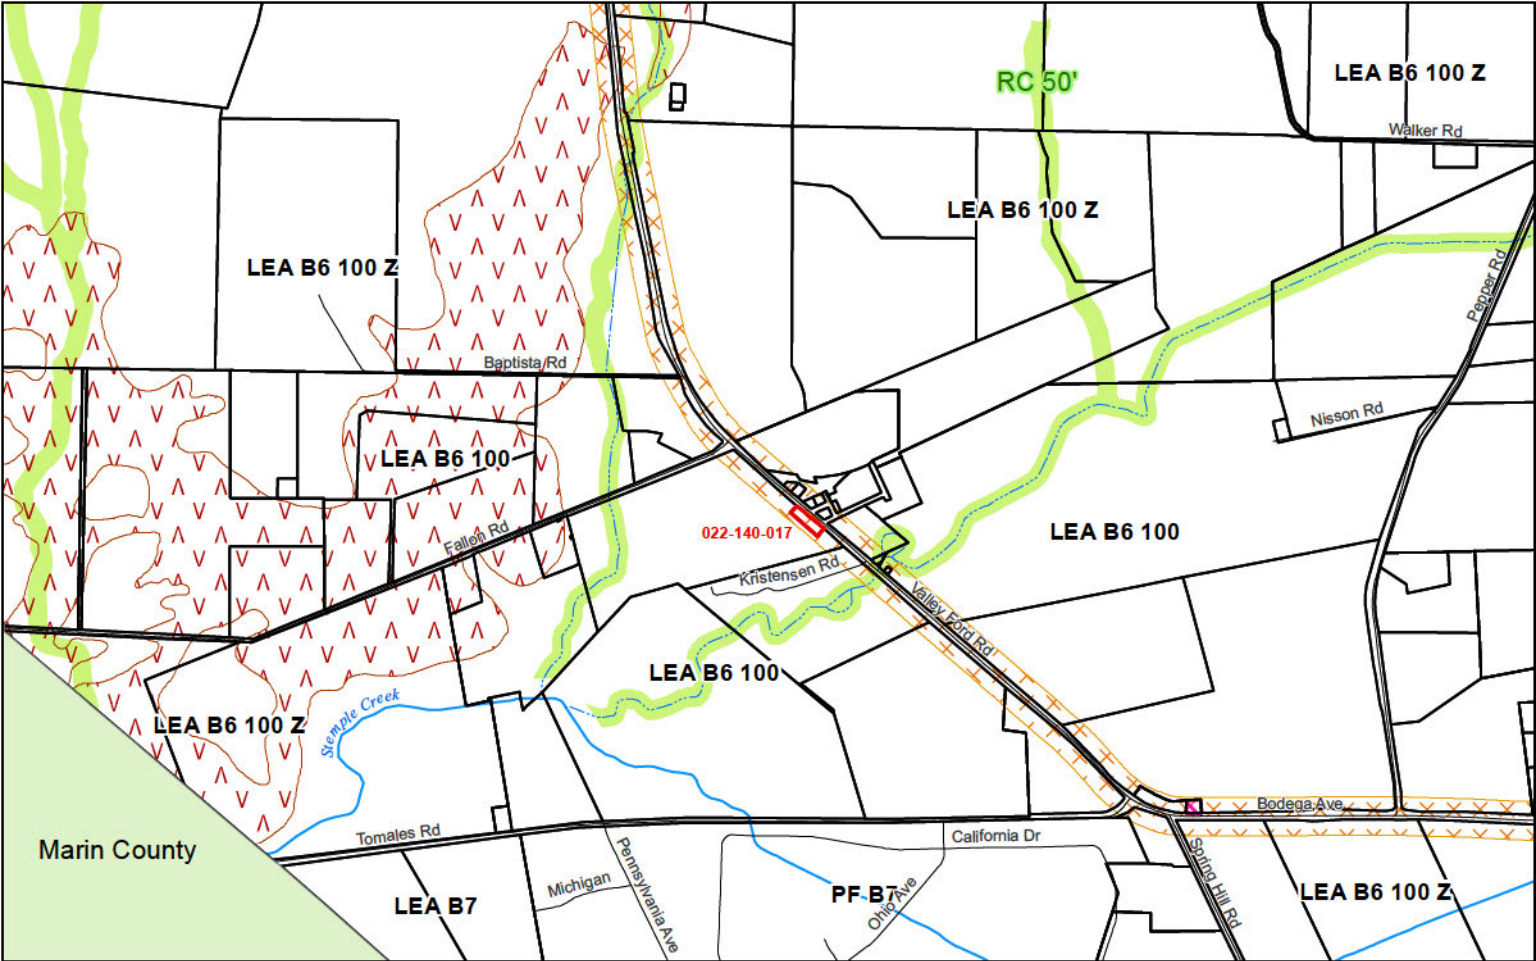 LEA B6 100 Z
RC 50'
Walker Rd
LEA B6 100 Z
LEA B6 100 Z
Pepper Rd
Baptista Rd
Nisson Rd
LEA B6 100
022-140-017
LEA B6 100
Fallon Rd
Kristensen Rd
Valley Ford Rd
LEA B6 100
Stemple Creek
LEA B6 100 Z
Bodega Ave
Tomales Rd
California Dr
Marin County
Pennsylvania Ave
Michigan
Spring Hill Rd
PF B7
Ohio Ave
LEA B6 100 Z
LEA B7